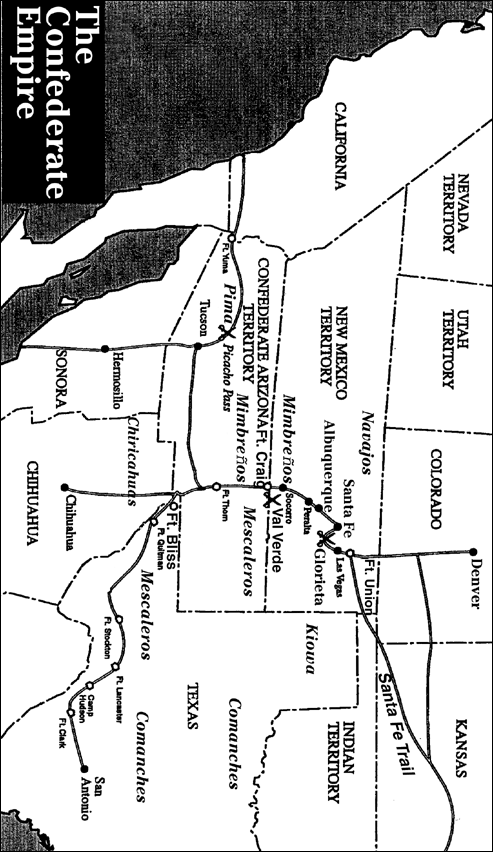 NEVADA
TERRITORY
UTAH
TERRITORY
COLORADO
Denver
KANSAS
CALIFORNIA
NEW MEXICO
TERRITORY
Navajos
Santa Fe
Albuquerque
Ft. Union
Las Vegas
Glorieta
Peralta
Socorro
Santa Fe Trail
INDIAN
TERRITORY
Kiowa
Mimbreños
CONFEDERATE ARIZONA
TERRITORY
Ft. Craig
Val Verde
Mescaleros
Mimbreños
Comanches
Ft. Yuma
Pima
Picacho Pass
Tucson
Ft. Thorn
TEXAS
Ft. Bliss
Ft. Quitman
Chiricahuas
Mescaleros
Comanches
Ft. Stockton
Ft. Lancaster
Camp
Hudson
Ft. Clark
San
Antonio
Hermosillo
SONORA
Chihuahua
CHIHUAHUA
The
Confederate
Empire